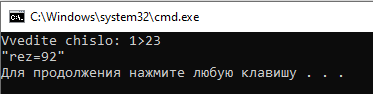 C:\Windows\system32\cmd.exe
Vvedite chislo: 1>23
"rez=92"
Для продолжения нажмите любую клавишу . . .